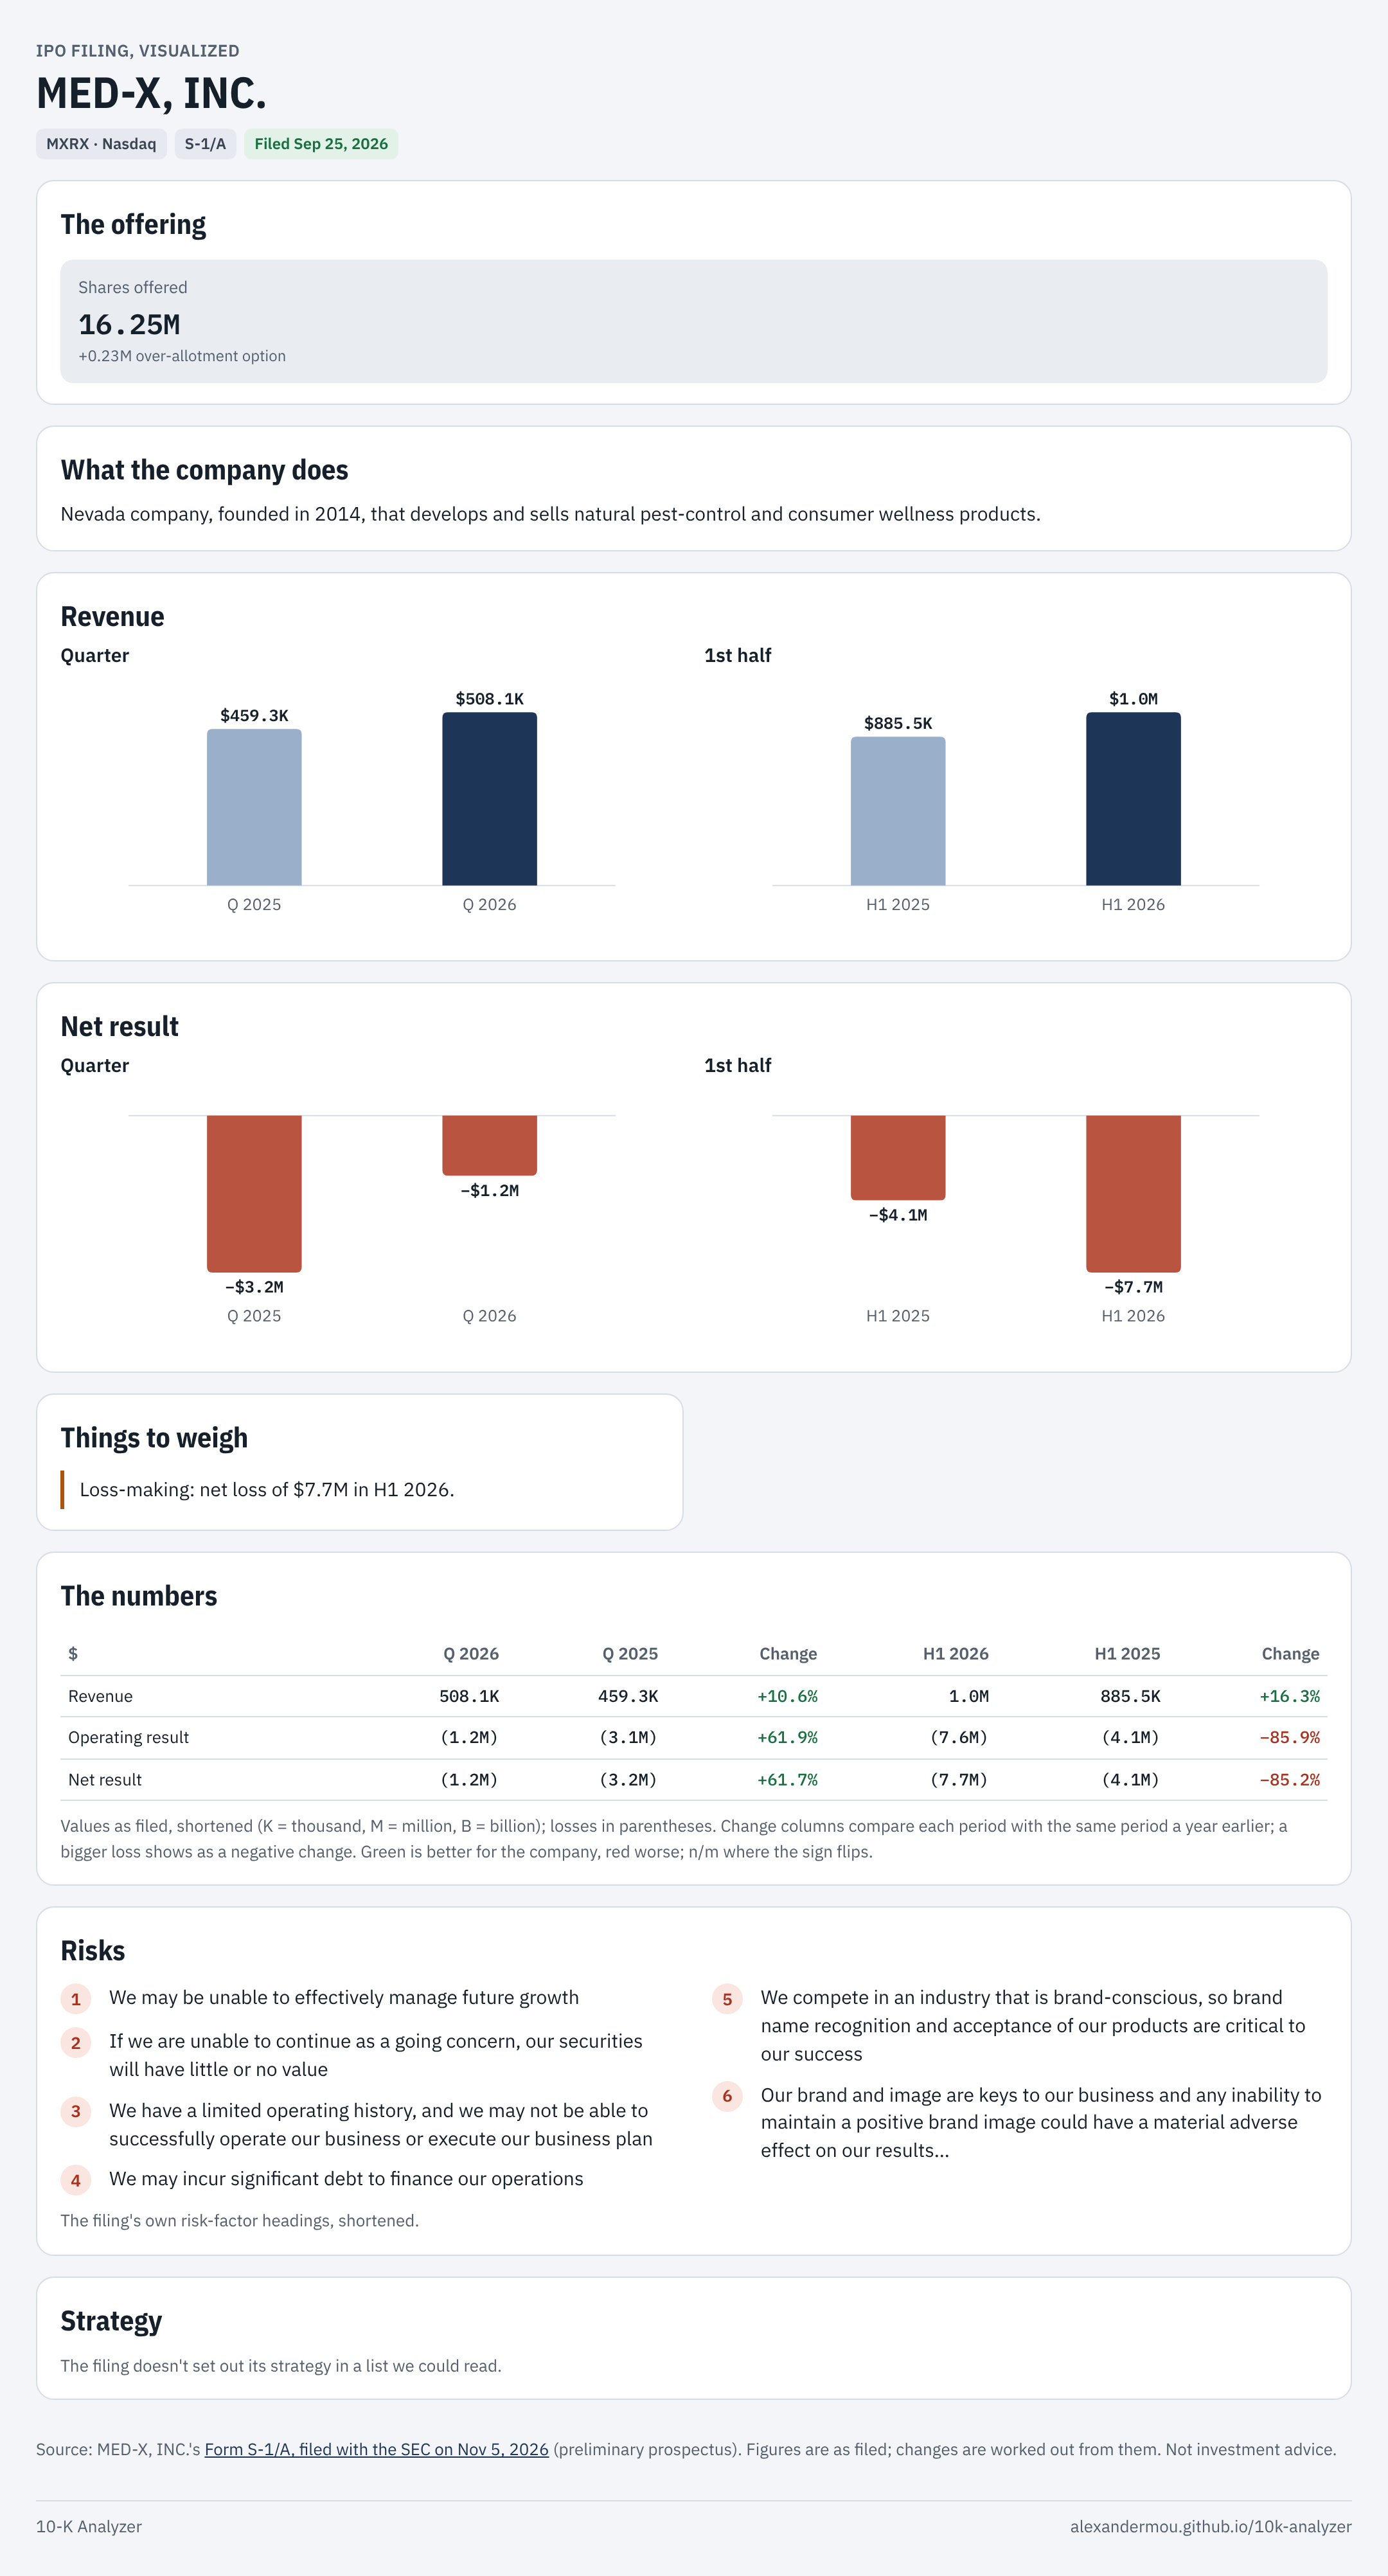 IPO FILING, VISUALIZED
MED-X, INC.
MXRX · Nasdaq
S-1/A
Filed Sep 25, 2026
The offering
Shares offered
16.25M
+0.23M over-allotment option
What the company does
Nevada company, founded in 2014, that develops and sells natural pest-control and consumer wellness products.
Revenue
Quarter
$459.3K
$508.1K
Q 2025
Q 2026
1st half
$885.5K
$1.0M
H1 2025
H1 2026
Net result
Quarter
−$3.2M
−$1.2M
Q 2025
Q 2026
1st half
−$4.1M
−$7.7M
H1 2025
H1 2026
Things to weigh
Loss-making: net loss of $7.7M in H1 2026.
The numbers
$ Q 2026 Q 2025 Change H1 2026 H1 2025 Change
Revenue 508.1K 459.3K +10.6% 1.0M 885.5K +16.3%
Operating result (1.2M) (3.1M) +61.9% (7.6M) (4.1M) −85.9%
Net result (1.2M) (3.2M) +61.7% (7.7M) (4.1M) −85.2%
Values as filed, shortened (K = thousand, M = million, B = billion); losses in parentheses. Change columns compare each period with the same period a year earlier; a
bigger loss shows as a negative change. Green is better for the company, red worse; n/m where the sign flips.
Risks
1 We may be unable to effectively manage future growth
2 If we are unable to continue as a going concern, our securities
will have little or no value
3 We have a limited operating history, and we may not be able to
successfully operate our business or execute our business plan
4 We may incur significant debt to finance our operations
5 We compete in an industry that is brand-conscious, so brand
name recognition and acceptance of our products are critical to
our success
6 Our brand and image are keys to our business and any inability to
maintain a positive brand image could have a material adverse
effect on our results…
The filing's own risk-factor headings, shortened.
Strategy
The filing doesn't set out its strategy in a list we could read.
Source: MED-X, INC.'s Form S-1/A, filed with the SEC on Nov 5, 2026 (preliminary prospectus). Figures are as filed; changes are worked out from them. Not investment advice.
10-K Analyzer
alexandermou.github.io/10k-analyzer